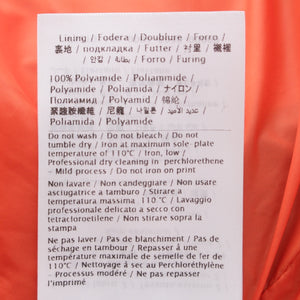 Lining / Fodera / Doublure / Forro /
裏地 / подкладка / Futter / 衬里 / 襯裡
/ 안감 / / Forro / Furing
100% Polyamide / Poliammide /
Polyamide / Poliamida / ナイロン /
Полиамид / Polyamid / 锦纶 /
聚醯胺纖維 / 尼龍 / 나일론 /
Poliamida / Poliamida
Do not wash / Do not bleach / Do not
tumble dry / Iron at maximum sole-plate
temperature of 110°C / Iron, low /
Professional dry cleaning in perchlorethene
- Mild process / Do not iron on print
Non lavare / Non candeggiare / Non usare
asciugatrice a tamburo / Stirare a
temperatura massima 110 °C / Lavaggio
professionale delicato a secco con
tetracloroetilene / Non stirare sopra la
stampa
Ne pas laver / Pas de blanchiment / Pas de
séchage en tambour / Repasser à une
température maximale de semelle de fer de
110°C / Nettoyage à sec au Perchloréthylène
- Processus modéré / Ne pas repasser
l'imprimé